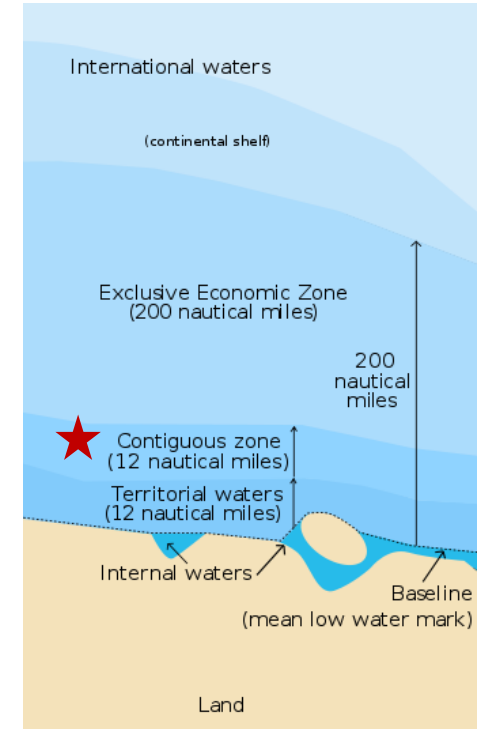 International waters
(continental shelf)
Exclusive Economic Zone
(200 nautical miles)
200
nautical
miles
Contiguous zone
(12 nautical miles)
Territorial waters
(12 nautical miles)
Internal waters
Baseline
(mean low water mark)
Land